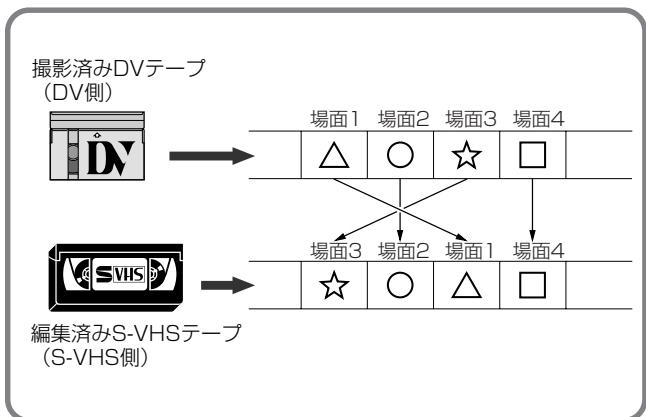 撮影済みDVテープ
(DV側)
DV
場面1 場面2 場面3 場面4
場面3 場面2 場面1 場面4
S VHS
編集済みS-VHSテープ
(S-VHS側)